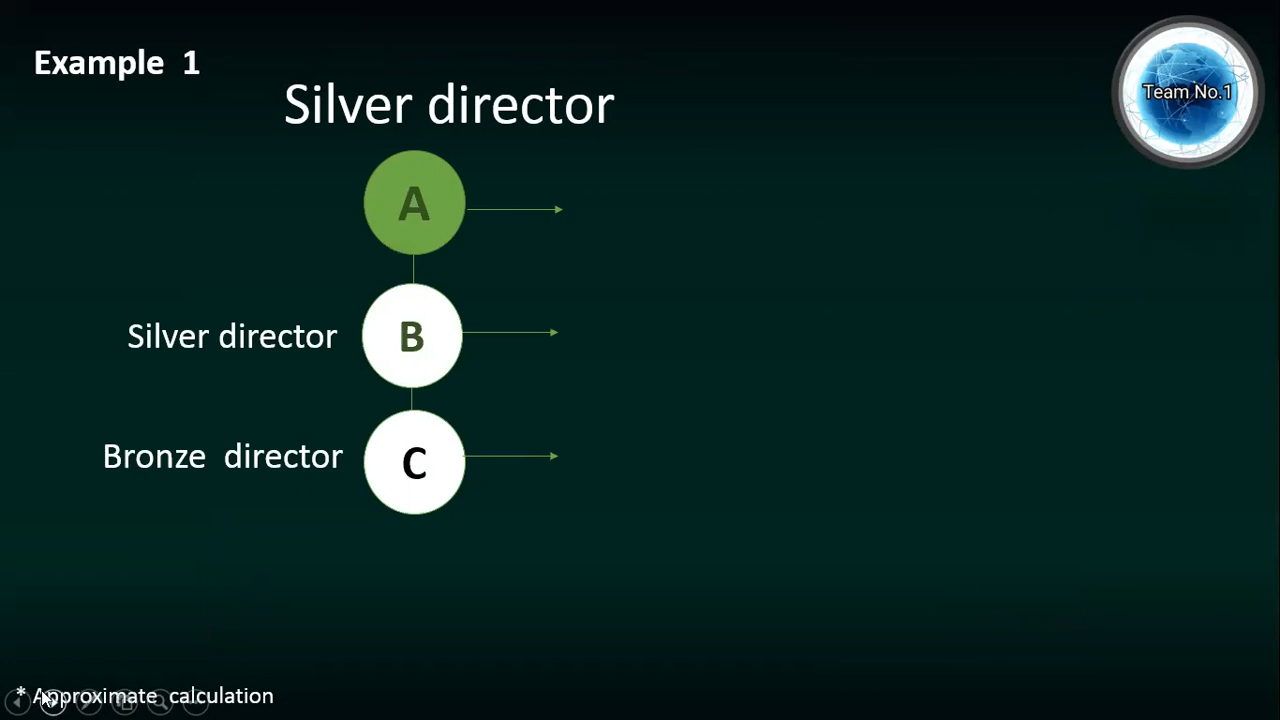 Example 1
Silver director
Team No.1
A
Silver director
B
Bronze director
C
* Approximate calculation